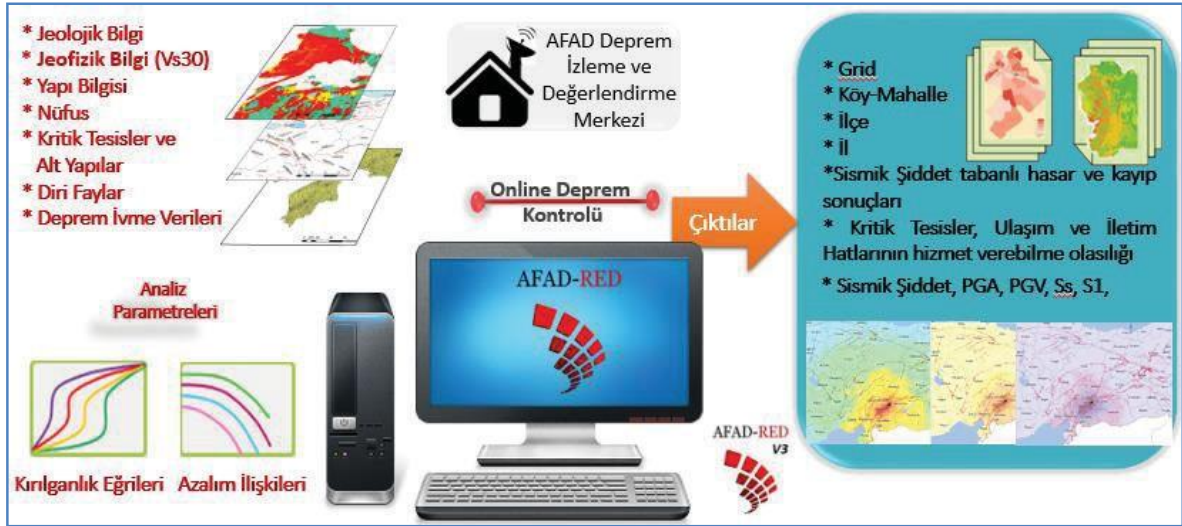 * Jeolojik Bilgi
* Jeofizik Bilgi (Vs30)
* Yapı Bilgisi
* Nüfus
* Kritik Tesisler ve
Alt Yapılar
* Diri Faylar
* Deprem İvme Verileri
AFAD Deprem
İzleme ve
Değerlendirme
Merkezi
Online Deprem
Kontrolü
Çıktılar
* Grid
* Köy-Mahalle
* İlçe
* İl
*Sismik Şiddet tabanlı hasar ve kayıp
sonuçları
* Kritik Tesisler, Ulaşım ve İletim
Hatlarının hizmet verebilme olasılığı
* Sismik Şiddet, PGA, PGV, Ss, S1,
Analiz
Parametreleri
Kırılganlık Eğrileri
Azalım İlişkileri
AFAD-RED
AFAD-RED
V3